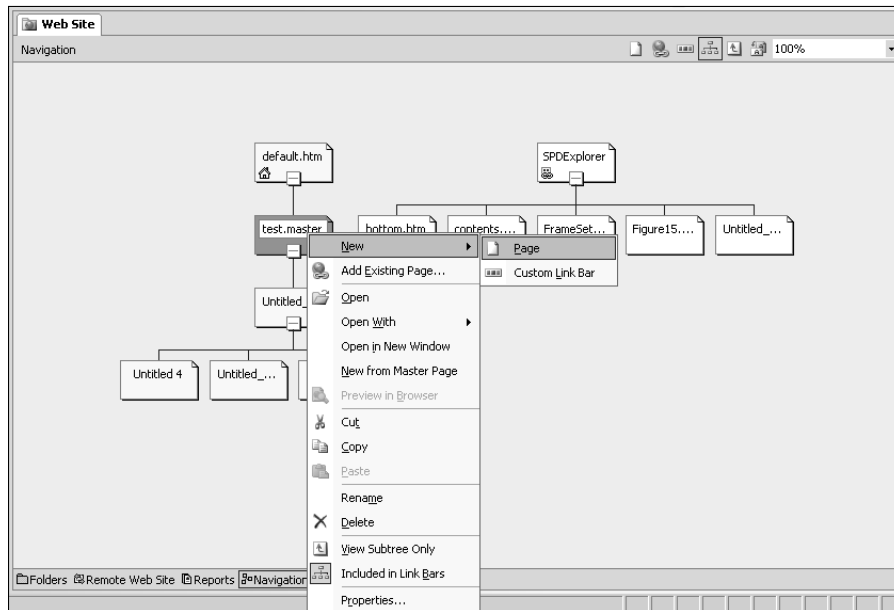 Web Site
Navigation
100%
default.htm
SPDExplorer
test.master
bottom.htm
contents....
FrameSet...
Figure15....
Untitled_...
New
Page
Add Existing Page...
Custom Link Bar
Open
Untitled_
Open With
Open in New Window
Untitled 4
Untitled_...
New from Master Page
Preview in Browser
Cut
Copy
Paste
Rename
Delete
View Subtree Only
Included in Link Bars
Folders Remote Web Site Reports Navigation
Properties...